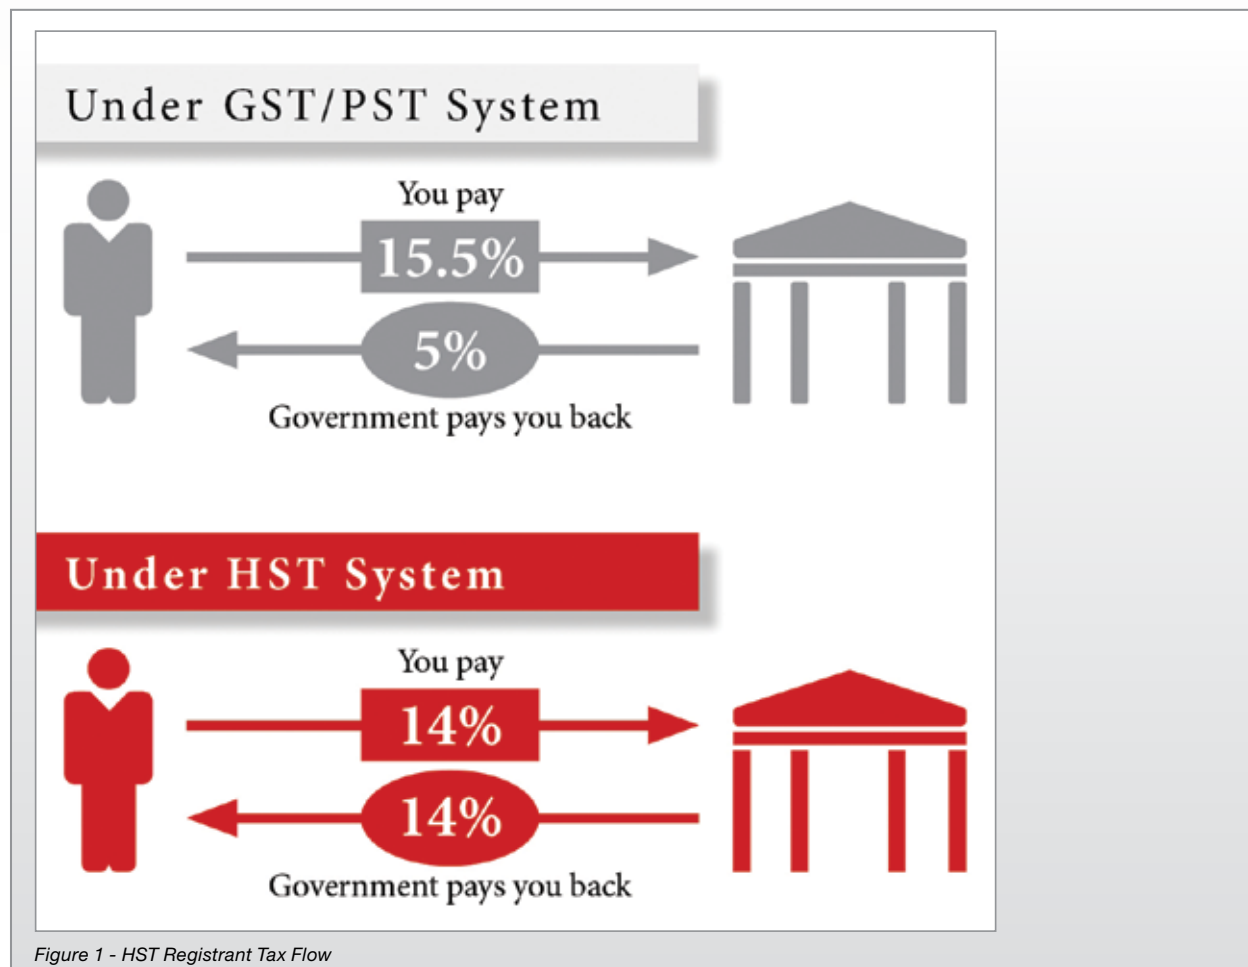 Under GST/PST System
You pay
15.5%
5%
Government pays you back
Under HST System
You pay
14%
14%
Government pays you back
Figure 1 - HST Registrant Tax Flow